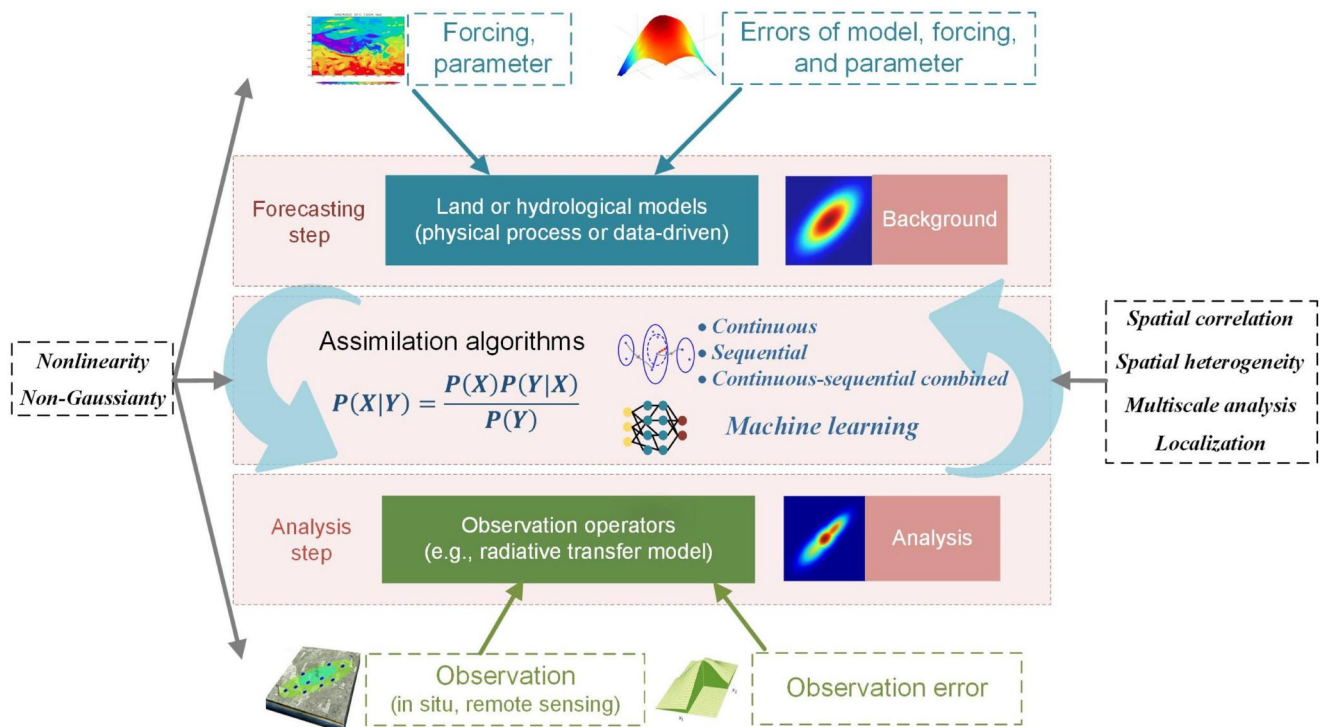 Forcing,
parameter
Errors of model, forcing,
and parameter
Forecasting
step
Land or hydrological models
(physical process or data-driven)
Background
Nonlinearity
Non-Gaussianty
Assimilation algorithms
P(X|Y) = P(X)P(Y|X) / P(Y)
• Continuous
• Sequential
• Continuous-sequential combined
Machine learning
Spatial correlation
Spatial heterogeneity
Multiscale analysis
Localization
Analysis
step
Observation operators
(e.g., radiative transfer model)
Analysis
Observation
(in situ, remote sensing)
Observation error